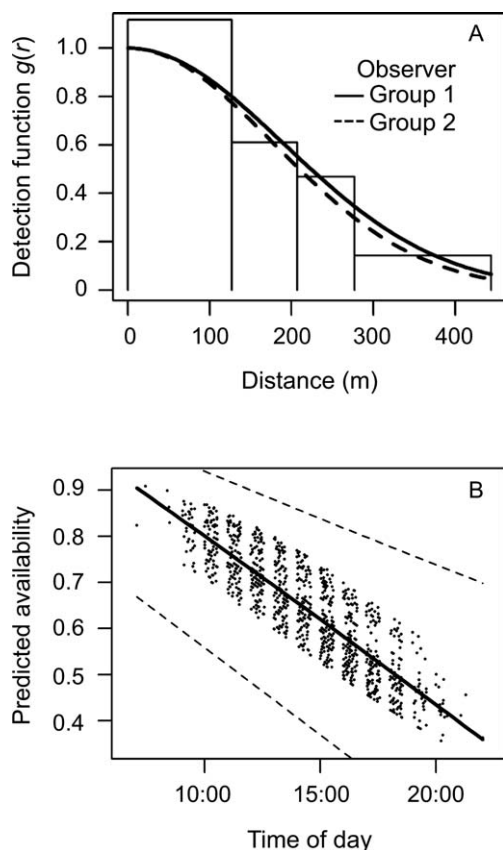 A
Detection function g(r)
1.0
0.8
0.6
0.4
0.2
0
Observer
Group 1
Group 2
0 100 200 300 400
Distance (m)
B
Predicted availability
0.9
0.8
0.7
0.6
0.5
0.4
10:00 15:00 20:00
Time of day